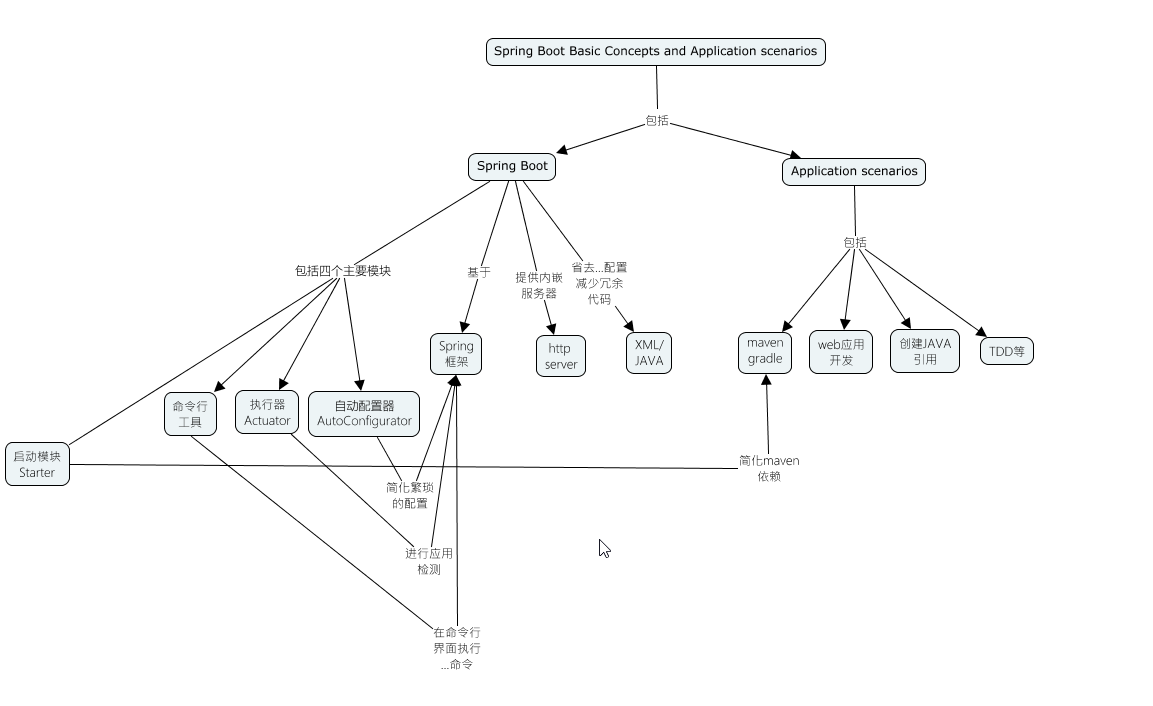 Spring Boot Basic Concepts and Application scenarios
包括
Spring Boot
Application scenarios
包括四个主要模块
基于
提供内嵌
服务器
省去...配置
减少冗余
代码
包括
Spring
框架
http
server
XML/
JAVA
maven
gradle
web应用
开发
创建JAVA
引用
TDD等
命令行
工具
执行器
Actuator
自动配置器
AutoConfigurator
启动模块
Starter
简化maven
依赖
简化繁琐
的配置
进行应用
检测
在命令行
界面执行
...命令